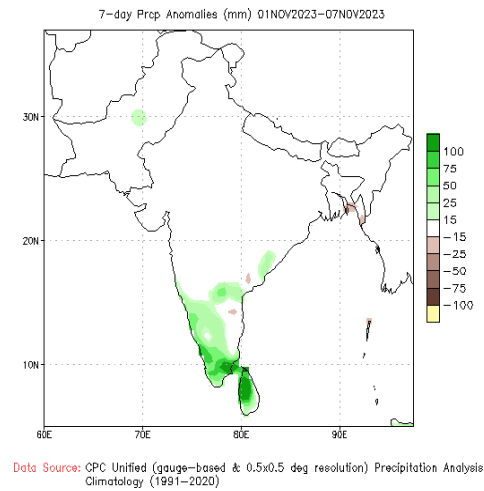 7-day Prcp Anomalies (mm) 01NOV2023-07NOV2023
30N
20N
10N
60E 70E 80E 90E
100
75
50
25
15
-15
-25
-50
-75
-100
Data Source: CPC Unified (gauge-based & 0.5x0.5 deg resolution) Precipitation Analysis
Climatology (1991-2020)